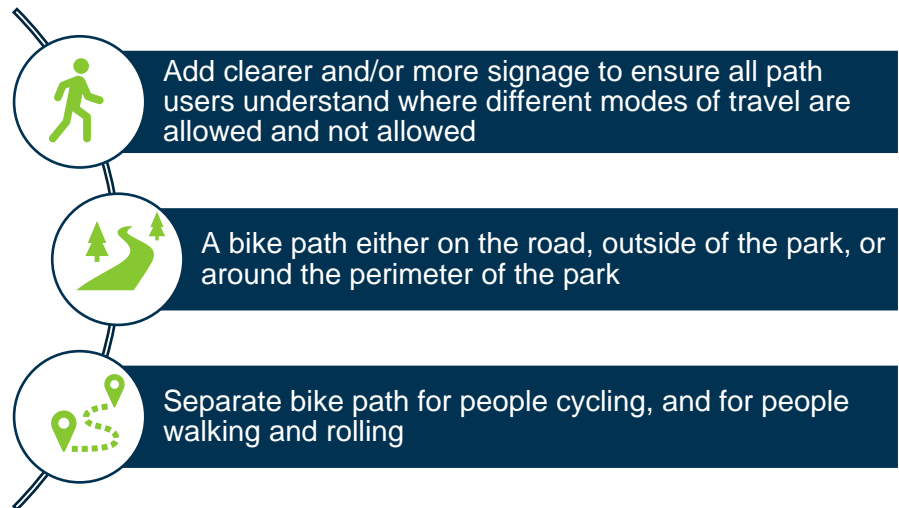 Add clearer and/or more signage to ensure all path
users understand where different modes of travel are
allowed and not allowed
A bike path either on the road, outside of the park, or
around the perimeter of the park
Separate bike path for people cycling, and for people
walking and rolling